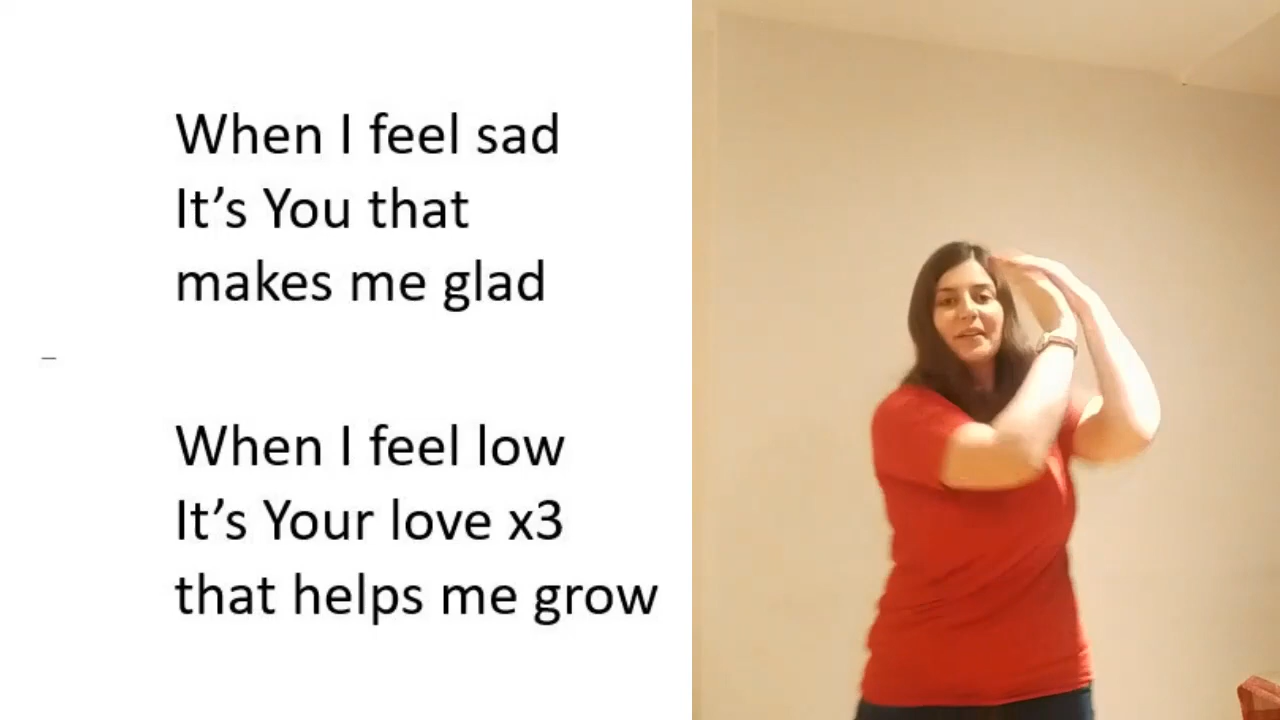 When I feel sad
It’s You that
makes me glad
When I feel low
It’s Your love x3
that helps me grow